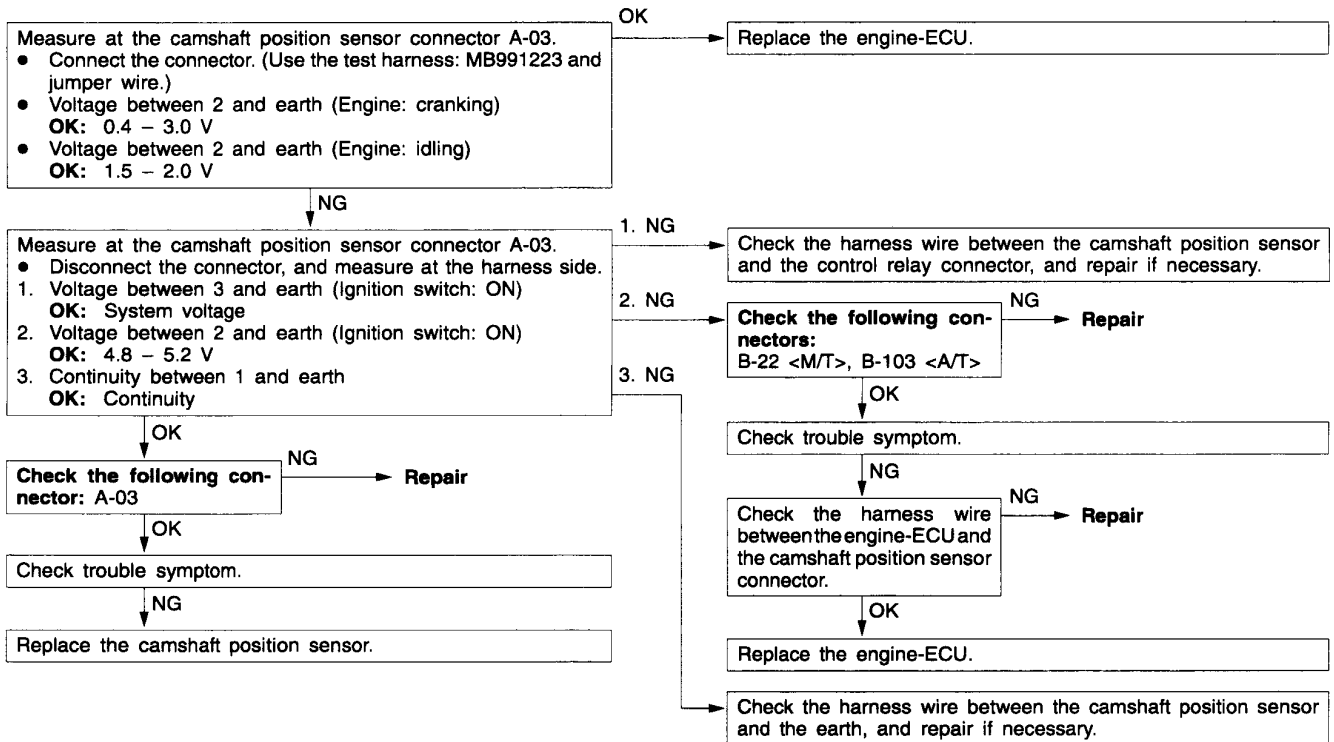 OK
Measure at the camshaft position sensor connector A-03.
● Connect the connector. (Use the test harness: MB991223 and
jumper wire.)
● Voltage between 2 and earth (Engine: cranking)
OK: 0.4 – 3.0 V
● Voltage between 2 and earth (Engine: idling)
OK: 1.5 – 2.0 V
Replace the engine-ECU.
NG
Measure at the camshaft position sensor connector A-03.
● Disconnect the connector, and measure at the harness side.
1. Voltage between 3 and earth (Ignition switch: ON)
OK: System voltage
2. Voltage between 2 and earth (Ignition switch: ON)
OK: 4.8 – 5.2 V
3. Continuity between 1 and earth
OK: Continuity
1. NG
Check the harness wire between the camshaft position sensor
and the control relay connector, and repair if necessary.
2. NG
Check the following con-
nectors:
B-22 <M/T>, B-103 <A/T>
NG
Repair
OK
Check trouble symptom.
NG
Check the harness wire
between the engine-ECU and
the camshaft position sensor
connector.
NG
Repair
OK
Replace the engine-ECU.
3. NG
Check the harness wire between the camshaft position sensor
and the earth, and repair if necessary.
OK
Check the following con-
nector: A-03
NG
Repair
OK
Check trouble symptom.
NG
Replace the camshaft position sensor.